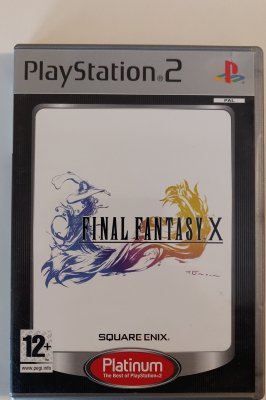 PlayStation®2
PAL
FINAL FANTASY X
SQUARE ENIX.
12+
www.pegi.info
Platinum
The Best of PlayStation®2